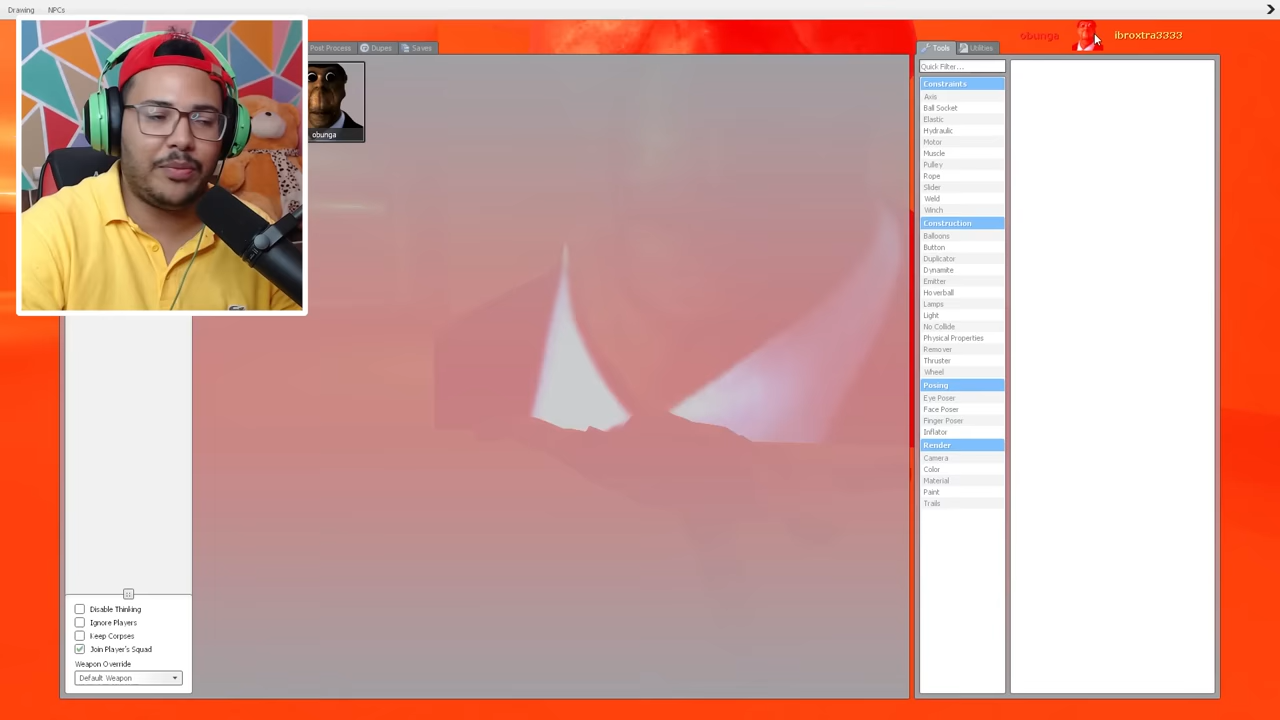 Drawing NPCs
obunga ibroxtra3333
Post Process Dupes Saves
obunga
Tools Utilities
Quick Filter...
Constraints
Axis
Ball Socket
Elastic
Hydraulic
Motor
Muscle
Pulley
Rope
Slider
Weld
Winch
Construction
Balloons
Button
Duplicator
Dynamite
Emitter
Hoverball
Lamps
Light
No Collide
Physical Properties
Remover
Thruster
Wheel
Posing
Eye Poser
Face Poser
Finger Poser
Inflator
Render
Camera
Color
Material
Paint
Trails
Disable Thinking
Ignore Players
Keep Corpses
Join Player's Squad
Weapon Override
Default Weapon